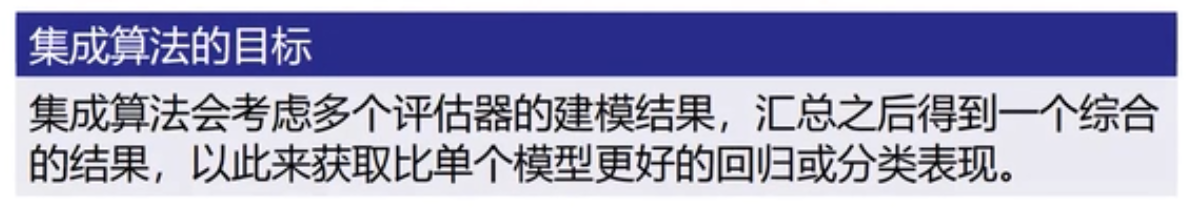 集成算法的目标
集成算法会考虑多个评估器的建模结果，汇总之后得到一个综合
的结果，以此来获取比单个模型更好的回归或分类表现。